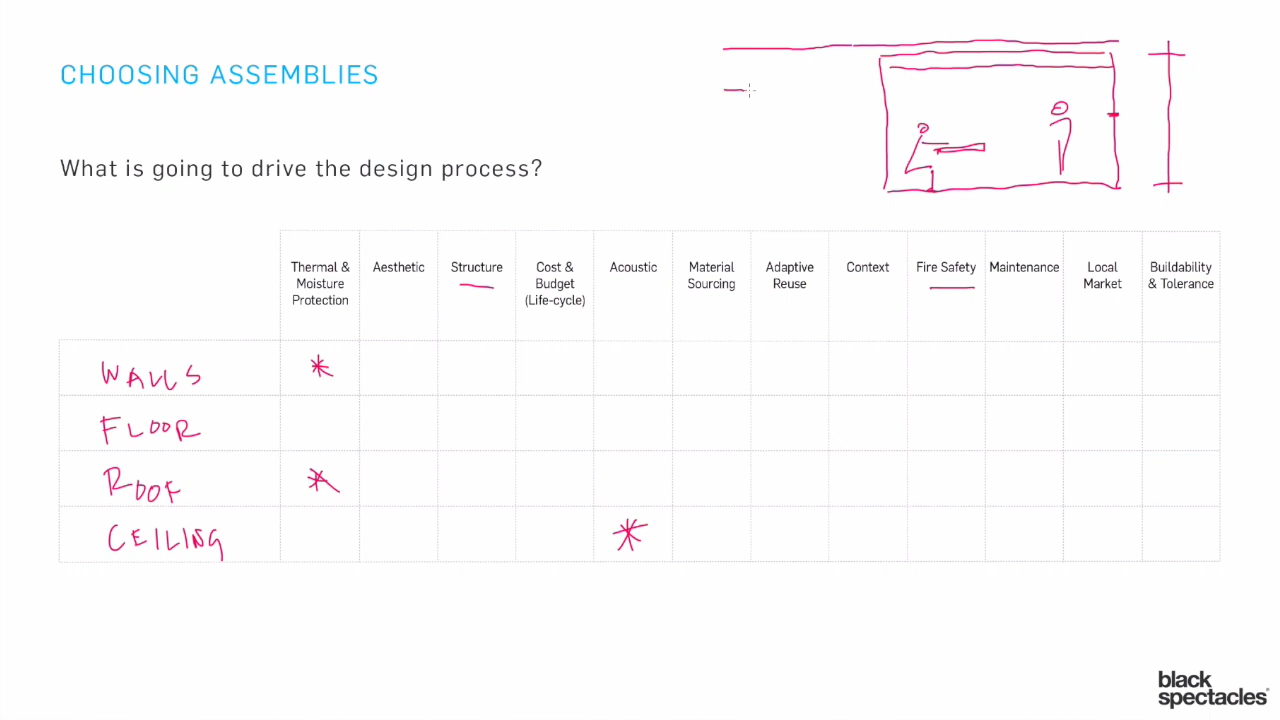 CHOOSING ASSEMBLIES
What is going to drive the design process?
Thermal & Moisture Protection
Aesthetic
Structure
Cost & Budget (Life-cycle)
Acoustic
Material Sourcing
Adaptive Reuse
Context
Fire Safety
Maintenance
Local Market
Buildability & Tolerance
WALLS
FLOOR
ROOF
CEILING
black
spectacles®